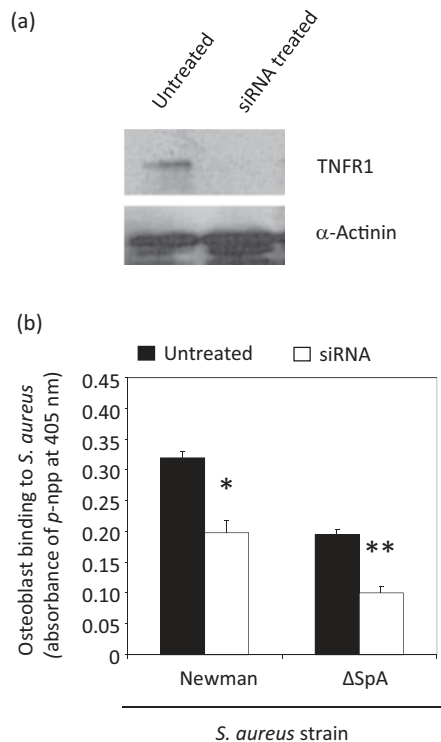 (a)
Untreated
siRNA treated
TNFR1
α-Actinin
(b)
Untreated
siRNA
Osteoblast binding to S. aureus
(absorbance of p-npp at 405 nm)
0.45
0.40
0.35
0.30
0.25
0.20
0.15
0.10
0.05
0
*
**
Newman
ΔSpA
S. aureus strain